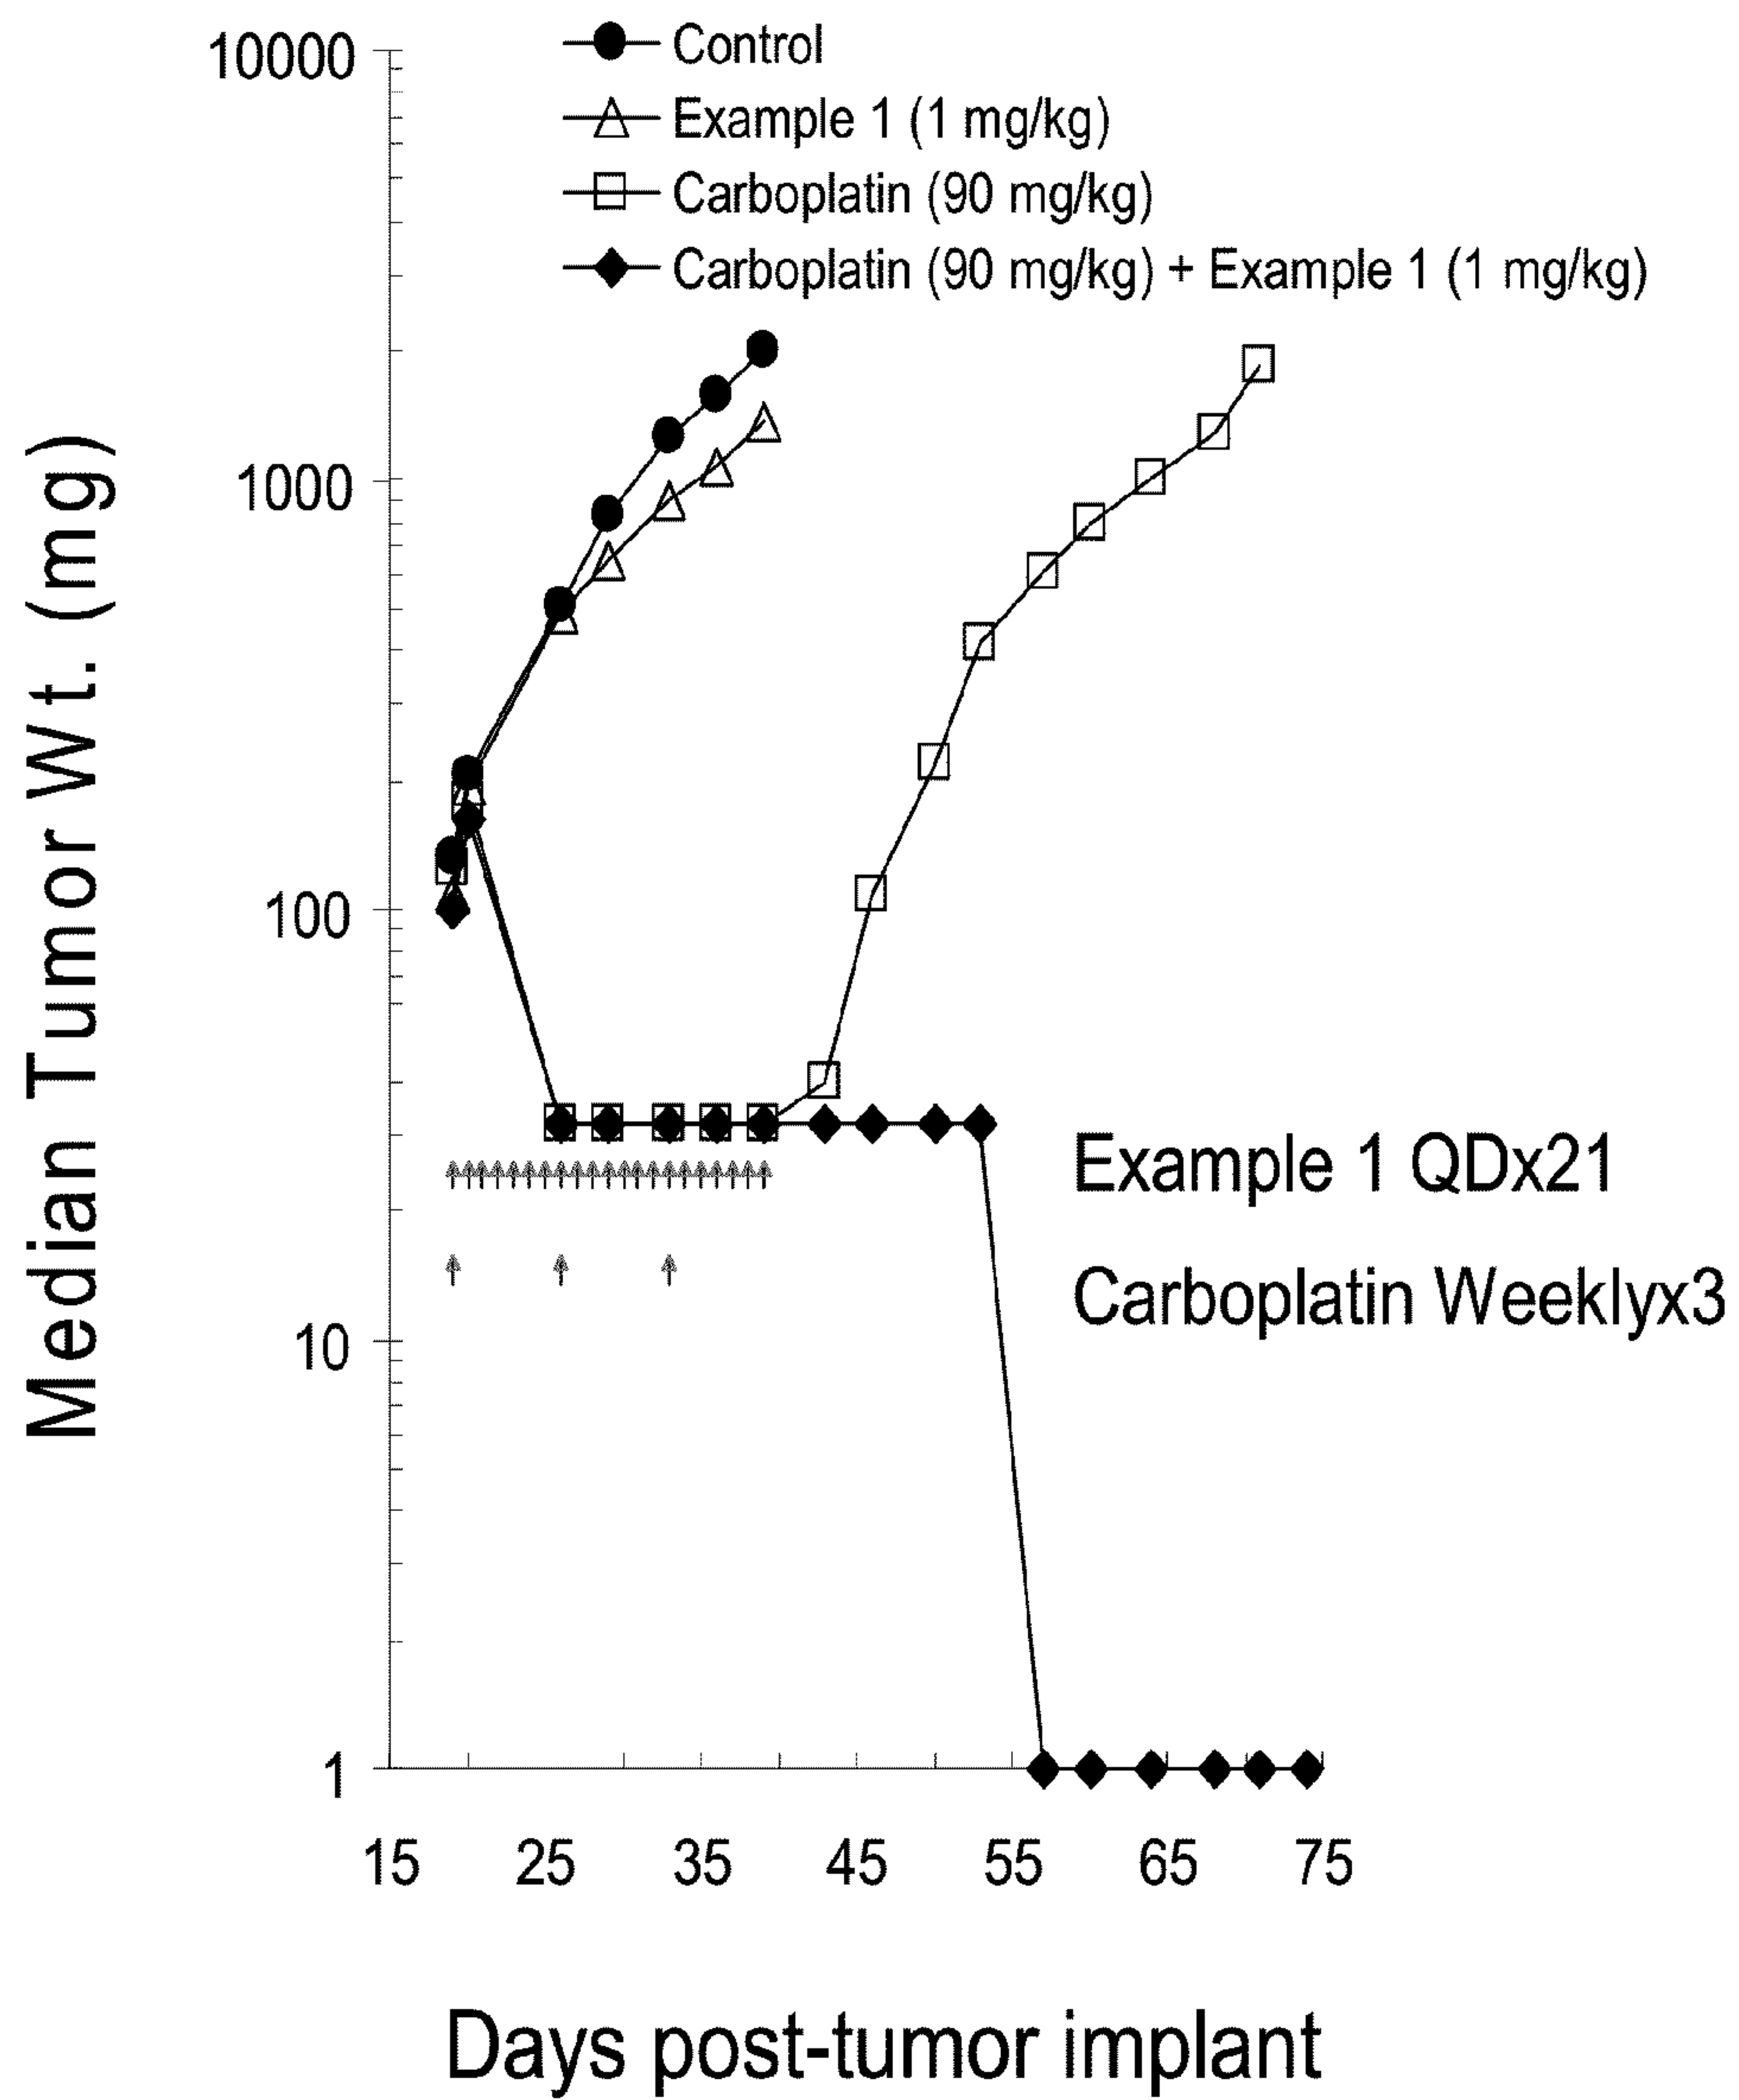 Control
Example 1 (1 mg/kg)
Carboplatin (90 mg/kg)
Carboplatin (90 mg/kg) + Example 1 (1 mg/kg)
Median Tumor Wt. (mg)
10000
1000
100
10
1
Example 1 QDx21
Carboplatin Weeklyx3
15 25 35 45 55 65 75
Days post-tumor implant